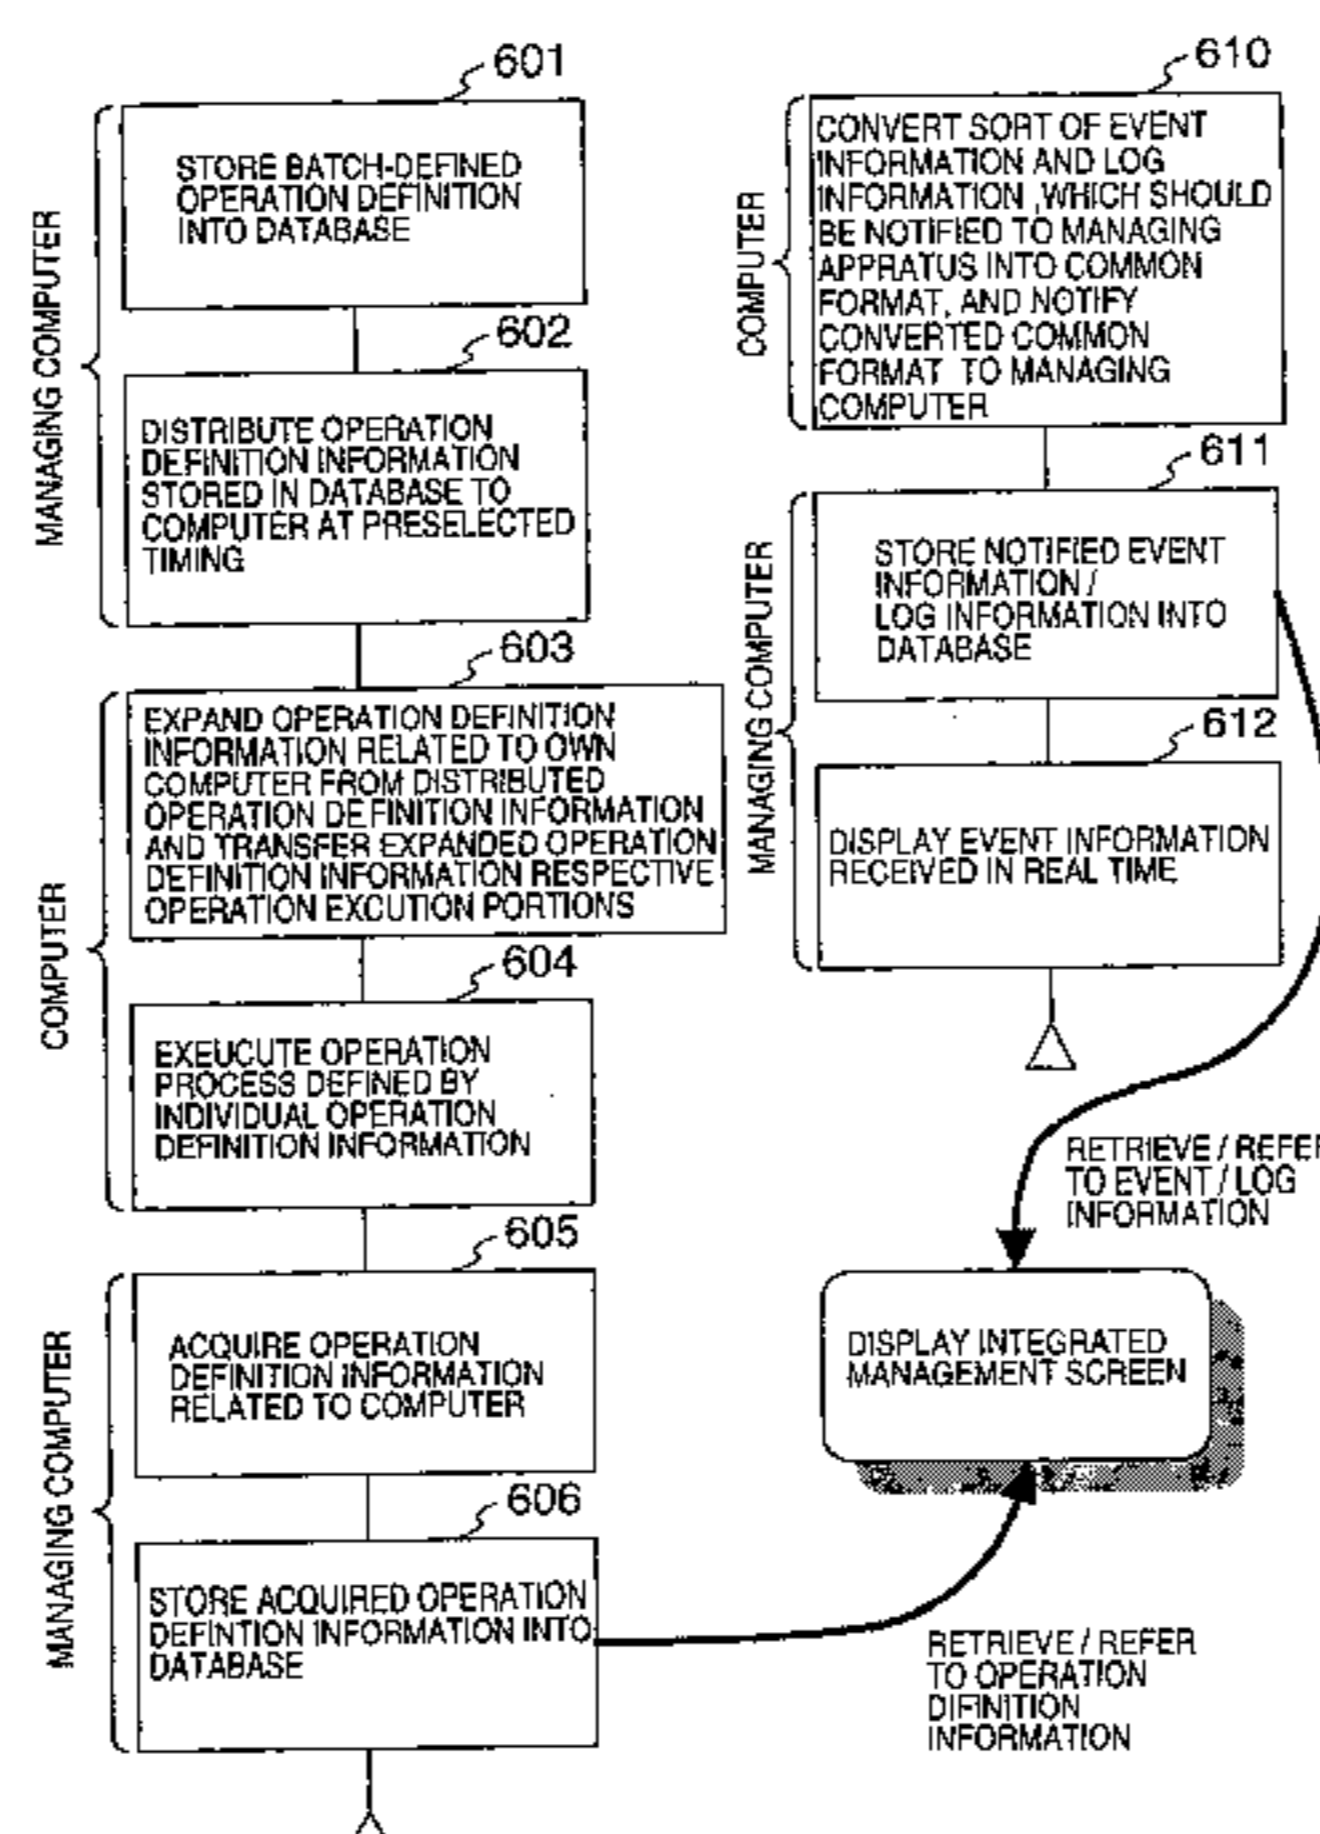 601
MANAGING COMPUTER
STORE BATCH-DEFINED
OPERATION DEFINITION
INTO DATABASE
602
DISTRIBUTE OPERATION
DEFINITION INFORMATION
STORED IN DATABASE TO
COMPUTER AT PRESELECTED
TIMING
603
COMPUTER
EXPAND OPERATION DEFINITION
INFORMATION RELATED TO OWN
COMPUTER FROM DISTRIBUTED
OPERATION DEFINITION INFORMATION
AND TRANSFER EXPANDED OPERATION
DEFINITION INFORMATION RESPECTIVE
OPERATION EXCUTION PORTIONS
604
EXEUCUTE OPERATION
PROCESS DEFINED BY
INDIVIDUAL OPERATION
DEFINITION INFORMATION
605
MANAGING COMPUTER
ACQUIRE OPERATION
DEFINITION INFORMATION
RELATED TO COMPUTER
606
STORE ACQUIRED OPERATION
DEFINTION INFORMATION INTO
DATABASE
610
COMPUTER
CONVERT SORT OF EVENT
INFORMATION AND LOG
INFORMATION ,WHICH SHOULD
BE NOTIFIED TO MANAGING
APPRATUS INTO COMMON
FORMAT, AND NOTIFY
CONVERTED COMMON
FORMAT TO MANAGING
COMPUTER
611
MANAGING COMPUTER
STORE NOTIFIED EVENT
INFORMATION /
LOG INFORMATION INTO
DATABASE
612
DISPLAY EVENT INFORMATION
RECEIVED IN REAL TIME
RETRIEVE / REFER
TO EVENT / LOG
INFORMATION
DISPLAY INTEGRATED
MANAGEMENT SCREEN
RETRIEVE / REFER
TO OPERATION
DIFINITION
INFORMATION